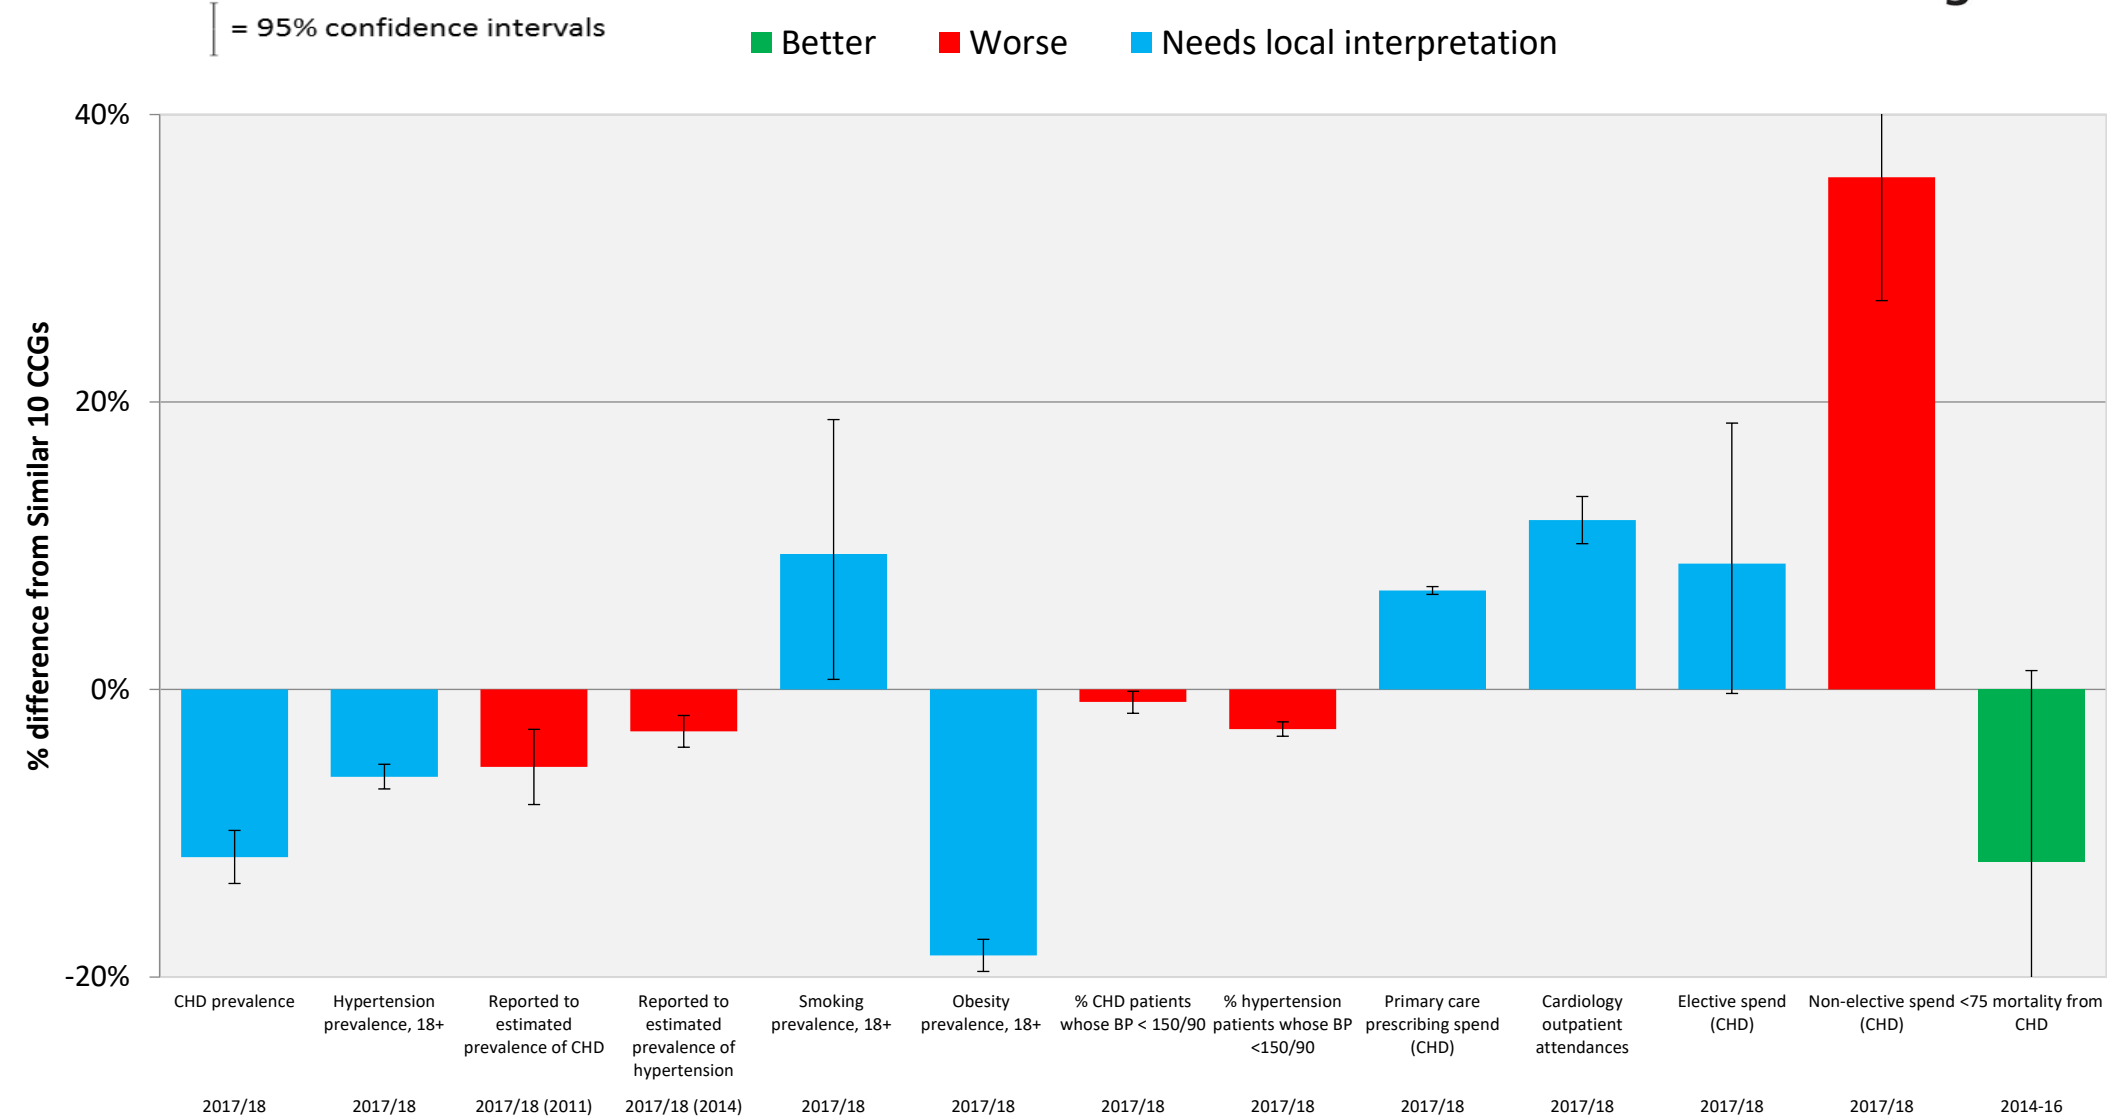 = 95% confidence intervals
Better
Worse
Needs local interpretation
% difference from Similar 10 CCGs
40%
20%
0%
-20%
CHD prevalence
2017/18
Hypertension
prevalence, 18+
2017/18
Reported to
estimated
prevalence of CHD
2017/18 (2011)
Reported to
estimated
prevalence of
hypertension
2017/18 (2014)
Smoking
prevalence, 18+
2017/18
Obesity
prevalence, 18+
2017/18
% CHD patients
whose BP < 150/90
2017/18
% hypertension
patients whose BP
<150/90
2017/18
Primary care
prescribing spend
(CHD)
2017/18
Cardiology
outpatient
attendances
2017/18
Elective spend
(CHD)
2017/18
Non-elective spend
(CHD)
2017/18
<75 mortality from
CHD
2014-16